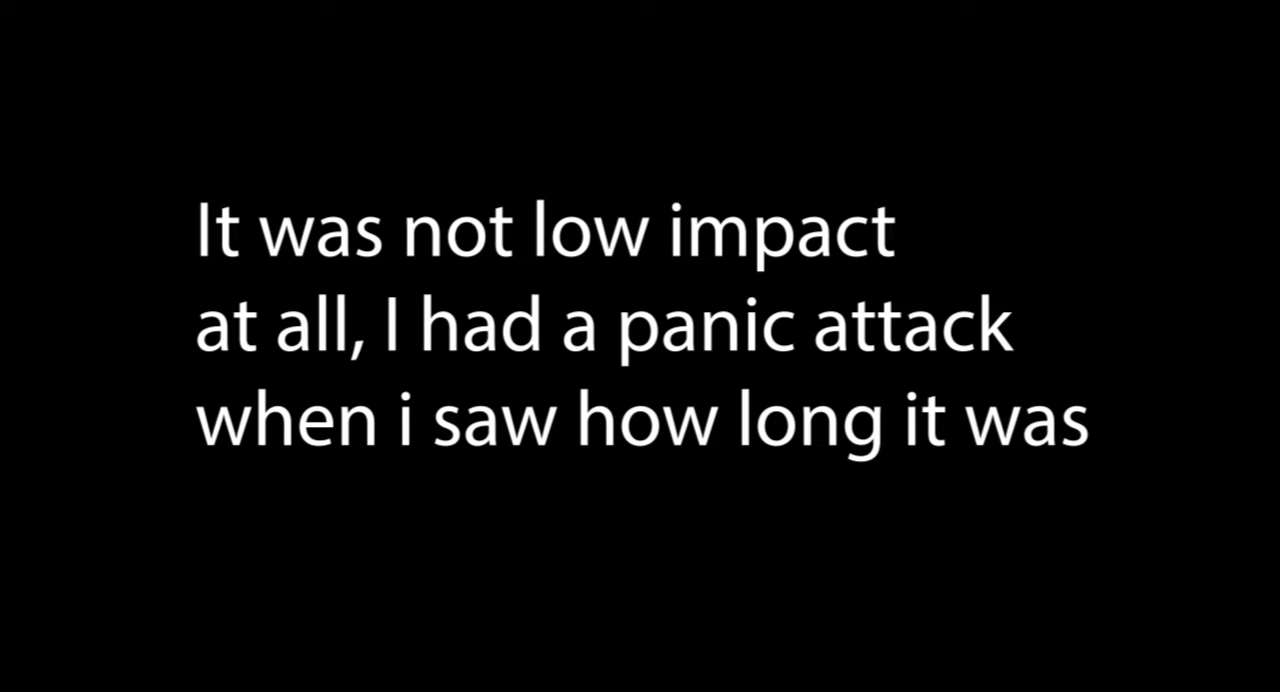 It was not low impact
at all, I had a panic attack
when i saw how long it was